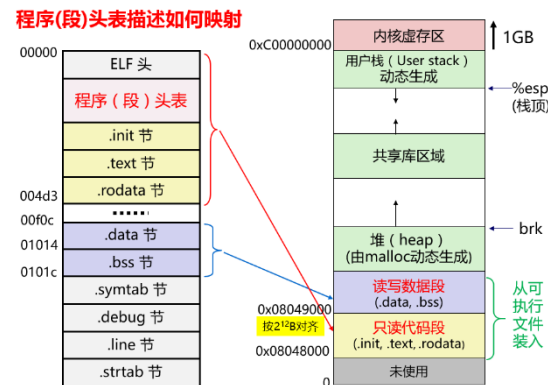 程序(段)头表描述如何映射
00000
ELF 头
程序（段）头表
.init 节
.text 节
.rodata 节
004d3
......
00f0c
.data 节
01014
.bss 节
0101c
.symtab 节
.debug 节
.line 节
.strtab 节
内核虚存区
1GB
0xC00000000
用户栈（User stack）
动态生成
%esp
(栈顶)
共享库区域
brk
堆（heap）
(由malloc动态生成)
读写数据段
(.data, .bss)
从可
执行
文件
装入
0x08049000
按2¹²B对齐
只读代码段
(.init, .text, .rodata)
0x08048000
未使用
0